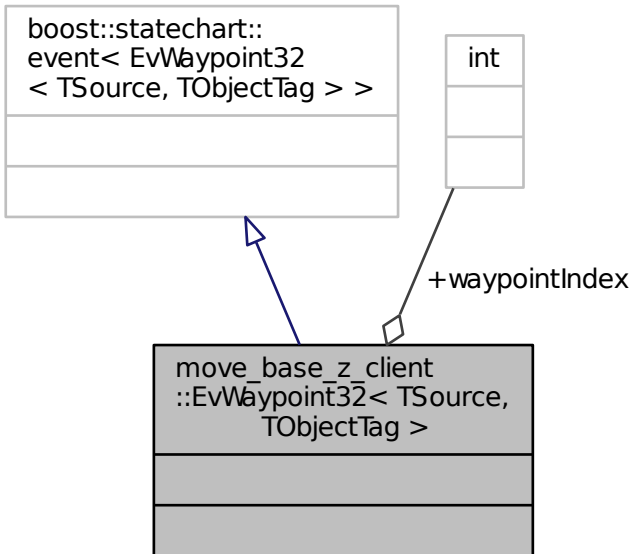 boost::statechart::
event< EvWaypoint32
< TSource, TObjectTag > >
int
+waypointIndex
move_base_z_client
::EvWaypoint32< TSource,
TObjectTag >